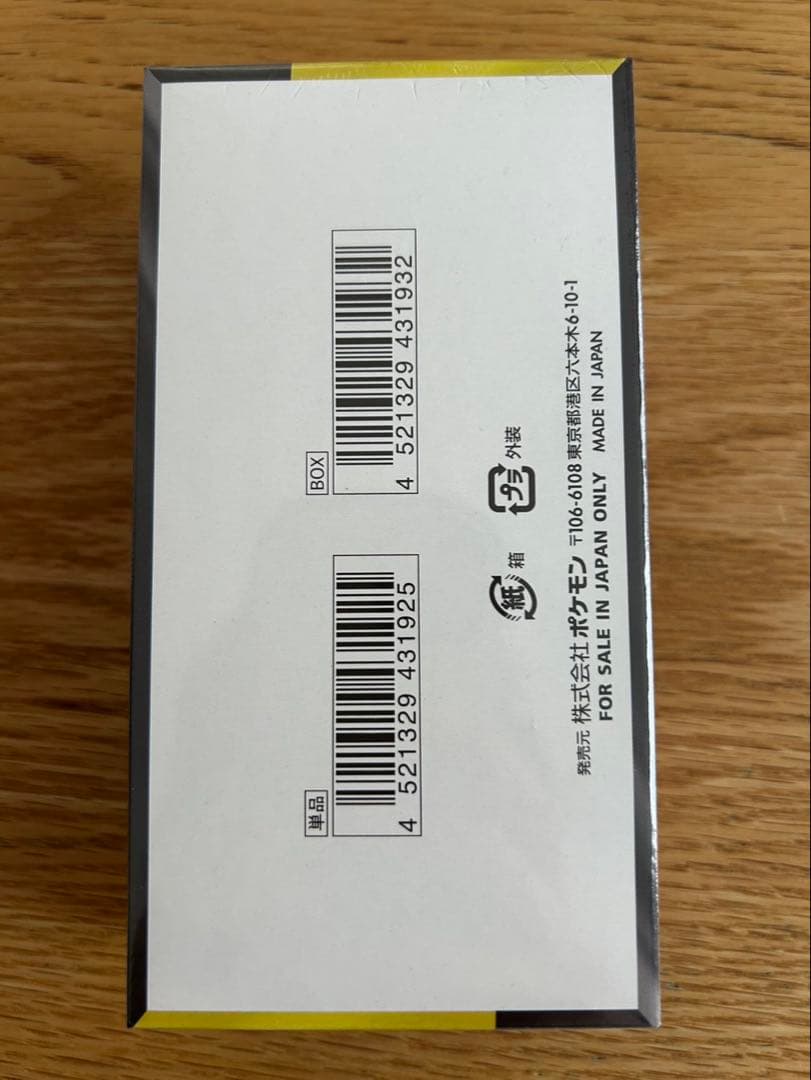 単品
4 521329 431925
BOX
4 521329 431932
紙 箱
プラ 外装
発売元 株式会社 ポケモン 〒106-6108 東京都港区六本木6-10-1
FOR SALE IN JAPAN ONLY MADE IN JAPAN